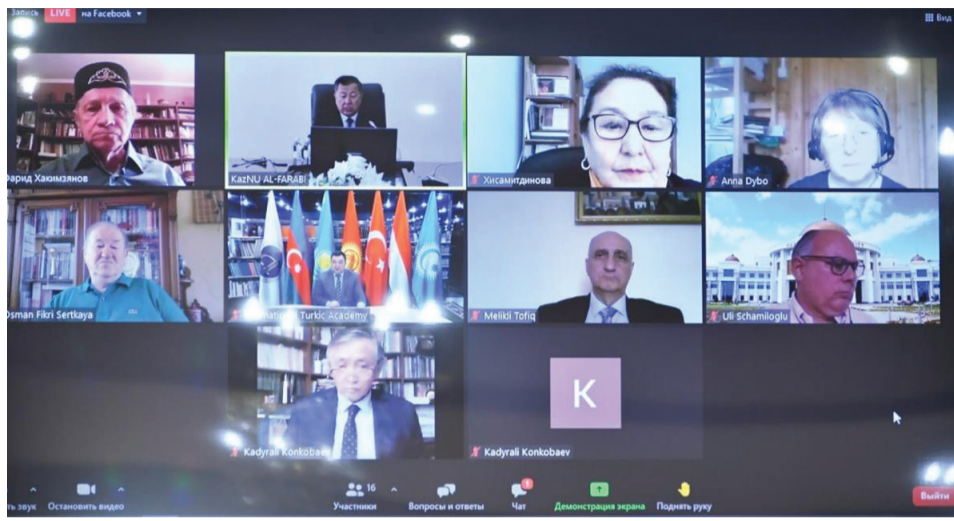 Запись LIVE на Facebook
Вид
Фарид Хакимзянов
KazNU AL-FARABI
Хисамитдинова
Anna Dybo
Osman Fikri Sertkaya
Turkic Academy
Melikli Tofiq
Uli Schamiloglu
Kadyrali Konkobaev
K
Kadyrali Konkobaev
ть звук
Остановить видео
16
Участники
Вопросы и ответы
Чат
Демонстрация экрана
Поднять руку
Выйти